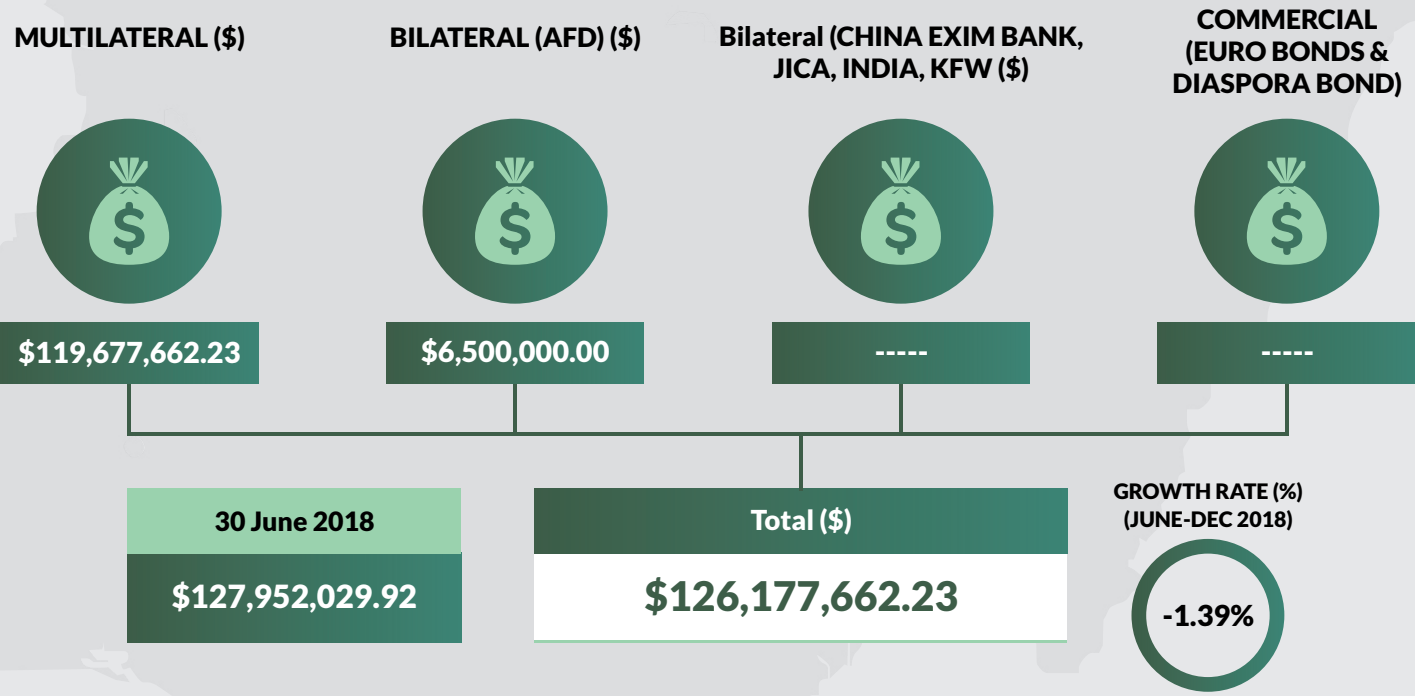 MULTILATERAL ($)
BILATERAL (AFD) ($)
Bilateral (CHINA EXIM BANK,
JICA, INDIA, KFW ($)
COMMERCIAL
(EURO BONDS &
DIASPORA BOND)
$
$
$
$
$119,677,662.23
$6,500,000.00
-----
-----
30 June 2018
$127,952,029.92
Total ($)
$126,177,662.23
GROWTH RATE (%)
(JUNE-DEC 2018)
-1.39%